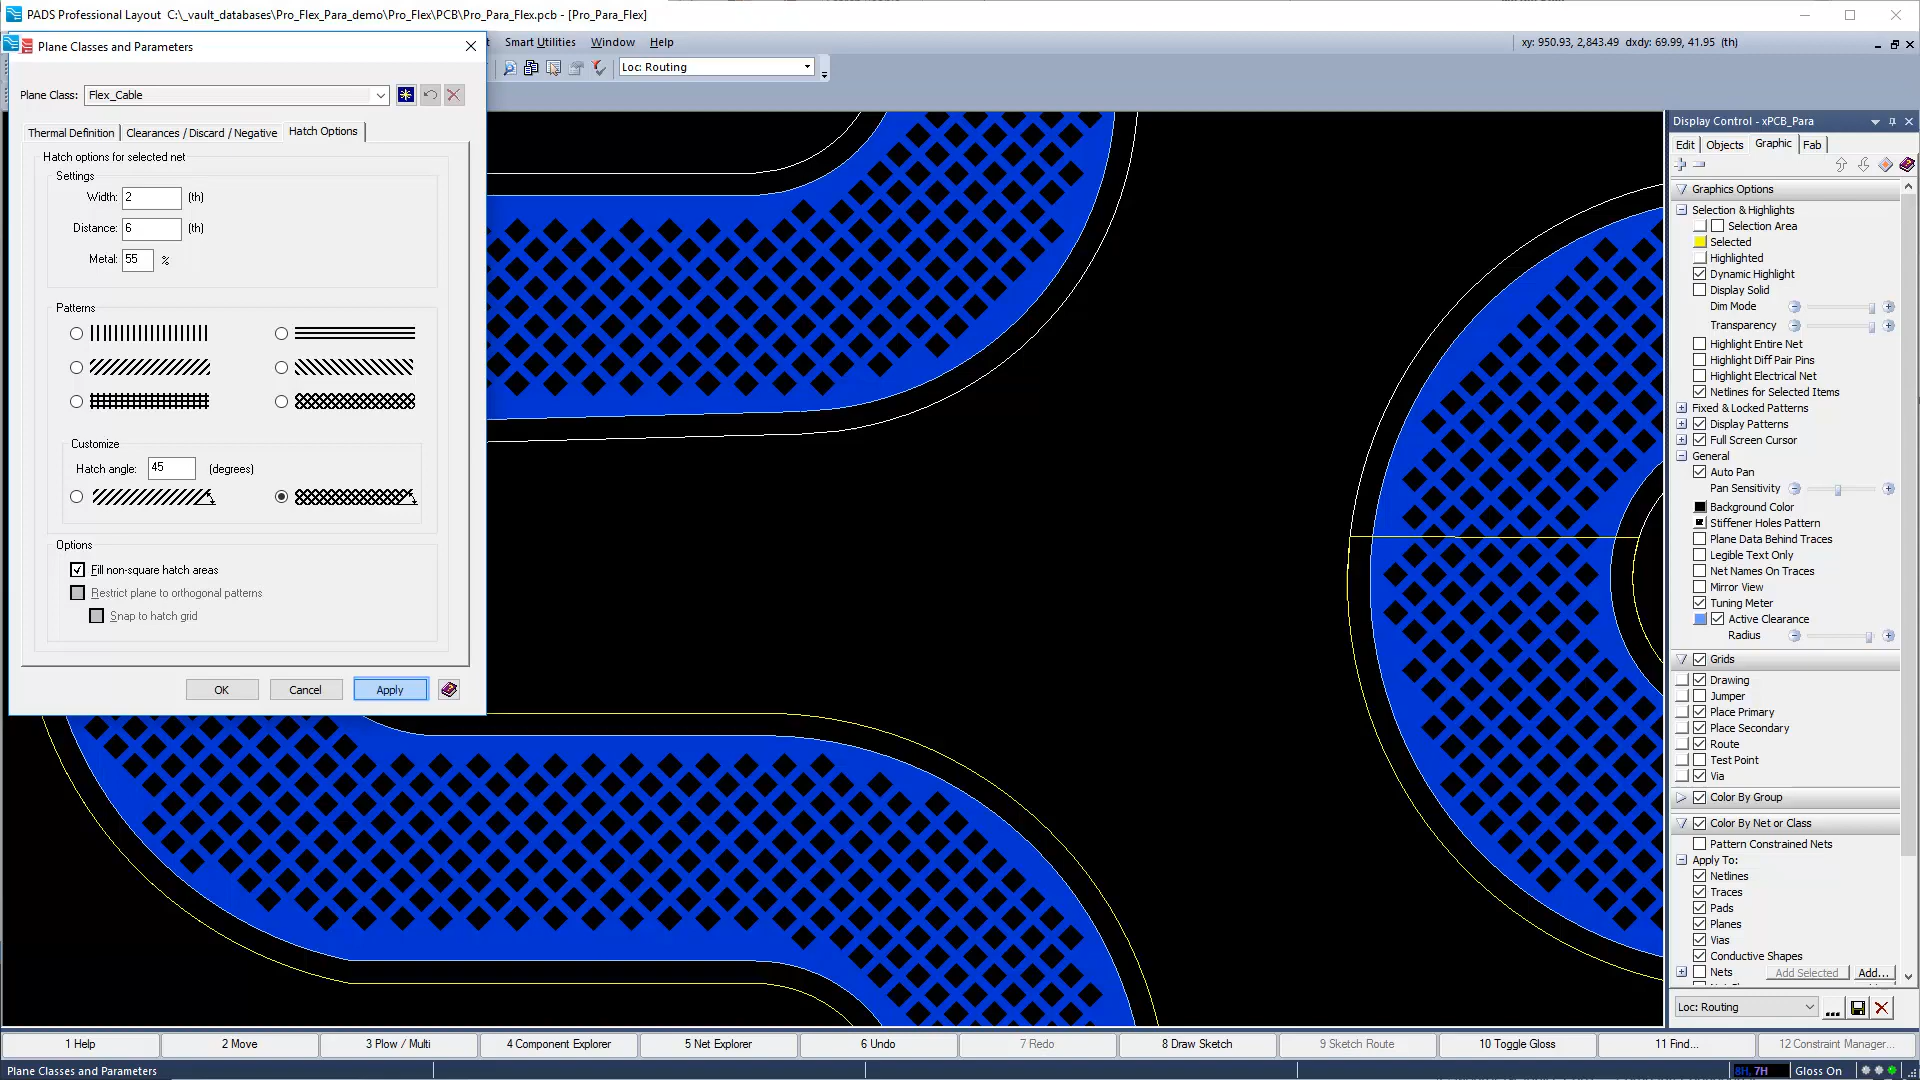 PADS Professional Layout C:\_vault_databases\Pro_Flex_Para_demo\Pro_Flex\PCB\Pro_Para_Flex.pcb - [Pro_Para_Flex]
Plane Classes and Parameters
Smart Utilities Window Help
xy: 950.93, 2,843.49 dxdy: 69.99, 41.95 (th)
Loc: Routing
Plane Class: Flex_Cable
Thermal Definition
Clearances / Discard / Negative
Hatch Options
Hatch options for selected net
Settings
Width: 2 (th)
Distance: 6 (th)
Metal: 55 %
Patterns
Customize
Hatch angle: 45 (degrees)
Options
Fill non-square hatch areas
Restrict plane to orthogonal patterns
Snap to hatch grid
OK Cancel Apply
Display Control - xPCB_Para
Edit Objects Graphic Fab
Graphics Options
Selection & Highlights
Selection Area
Selected
Highlighted
Dynamic Highlight
Display Solid
Dim Mode
Transparency
Highlight Entire Net
Highlight Diff Pair Pins
Highlight Electrical Net
Netlines for Selected Items
Fixed & Locked Patterns
Display Patterns
Full Screen Cursor
General
Auto Pan
Pan Sensitivity
Background Color
Stiffener Holes Pattern
Plane Data Behind Traces
Legible Text Only
Net Names On Traces
Mirror View
Tuning Meter
Active Clearance
Radius
Grids
Drawing
Jumper
Place Primary
Place Secondary
Route
Test Point
Via
Color By Group
Color By Net or Class
Pattern Constrained Nets
Apply To:
Netlines
Traces
Pads
Planes
Vias
Conductive Shapes
Nets Add Selected Add...
Loc: Routing ...
1 Help 2 Move 3 Plow / Multi 4 Component Explorer 5 Net Explorer 6 Undo 7 Redo 8 Draw Sketch 9 Sketch Route 10 Toggle Gloss 11 Find... 12 Constraint Manager...
Plane Classes and Parameters
8H, 7H Gloss On